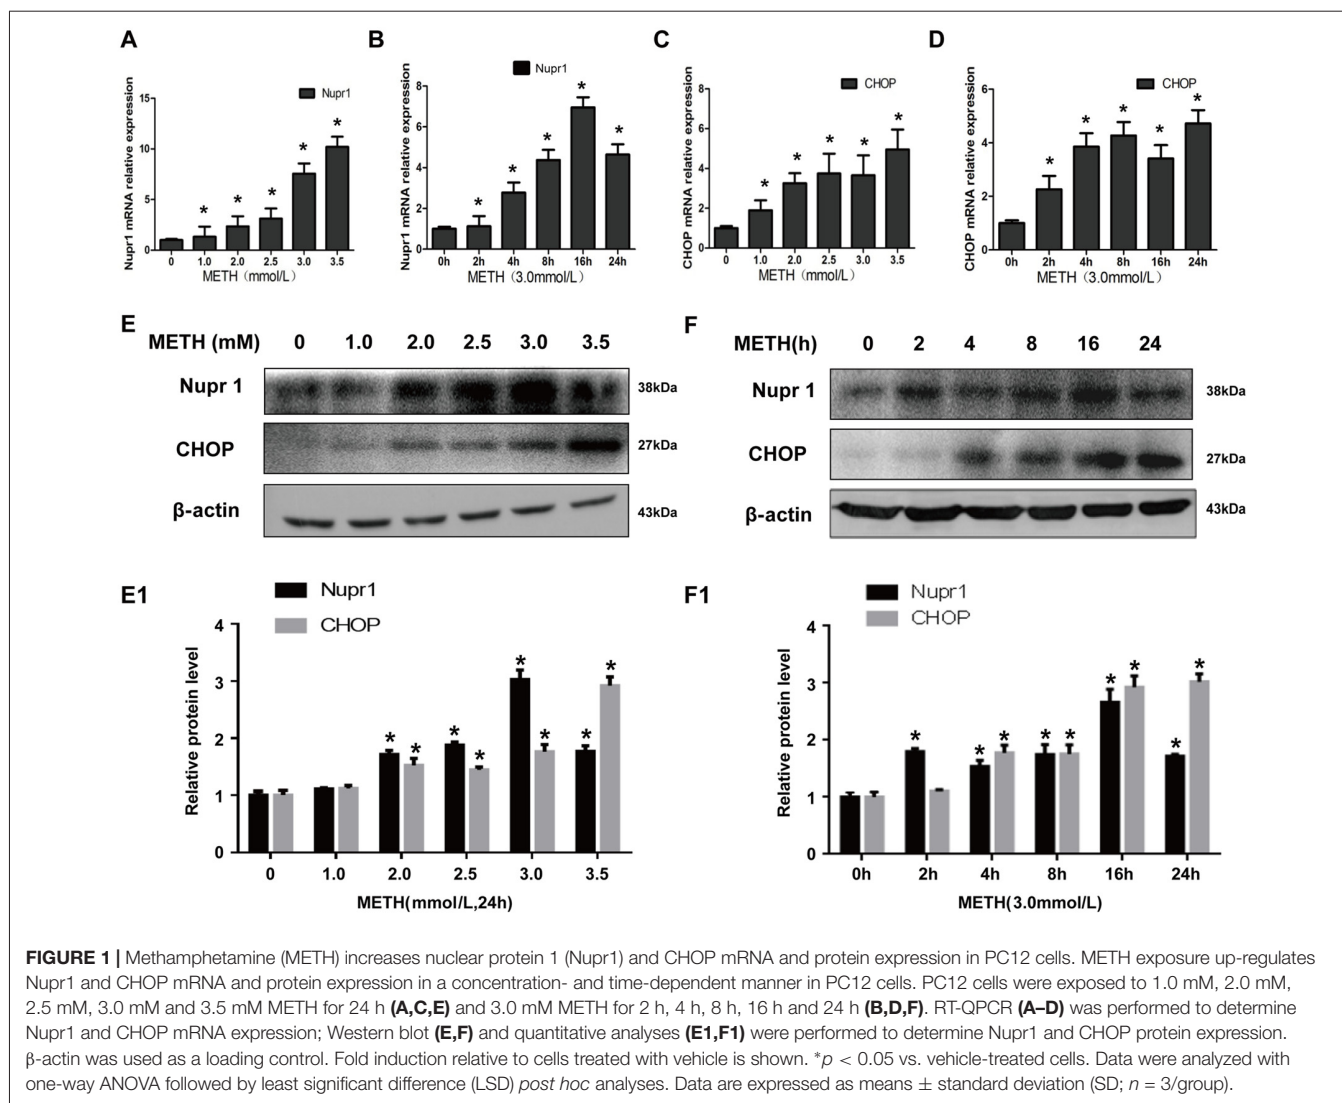 A
B
C
D
Nupr1 mRNA relative expression
15
10
5
0
Nupr1
*
*
*
*
*
0 1.0 2.0 2.5 3.0 3.5
METH (mmol/L)
Nupr1 mRNA relative expression
8
6
4
2
0
Nupr1
*
*
*
*
*
0h 2h 4h 8h 16h 24h
METH (3.0mmol/L)
CHOP mRNA relative expression
8
6
4
2
0
CHOP
*
*
*
*
*
0 1.0 2.0 2.5 3.0 3.5
METH (mmol/L)
CHOP mRNA relative expression
6
4
2
0
CHOP
*
*
*
*
*
0h 2h 4h 8h 16h 24h
METH (3.0mmol/L)
E
METH (mM) 0 1.0 2.0 2.5 3.0 3.5
Nupr 1 38kDa
CHOP 27kDa
β-actin 43kDa
F
METH(h) 0 2 4 8 16 24
Nupr 1 38kDa
CHOP 27kDa
β-actin 43kDa
E1
Nupr1
CHOP
Relative protein level
4
3
2
1
0
* *
* *
* *
* *
0 1.0 2.0 2.5 3.0 3.5
METH(mmol/L,24h)
F1
Nupr1
CHOP
Relative protein level
4
3
2
1
0
*
* *
* *
* *
* *
0h 2h 4h 8h 16h 24h
METH(3.0mmol/L)
FIGURE 1 | Methamphetamine (METH) increases nuclear protein 1 (Nupr1) and CHOP mRNA and protein expression in PC12 cells. METH exposure up-regulates
Nupr1 and CHOP mRNA and protein expression in a concentration- and time-dependent manner in PC12 cells. PC12 cells were exposed to 1.0 mM, 2.0 mM,
2.5 mM, 3.0 mM and 3.5 mM METH for 24 h (A,C,E) and 3.0 mM METH for 2 h, 4 h, 8 h, 16 h and 24 h (B,D,F). RT-QPCR (A–D) was performed to determine
Nupr1 and CHOP mRNA expression; Western blot (E,F) and quantitative analyses (E1,F1) were performed to determine Nupr1 and CHOP protein expression.
β-actin was used as a loading control. Fold induction relative to cells treated with vehicle is shown. *p < 0.05 vs. vehicle-treated cells. Data were analyzed with
one-way ANOVA followed by least significant difference (LSD) post hoc analyses. Data are expressed as means ± standard deviation (SD; n = 3/group).